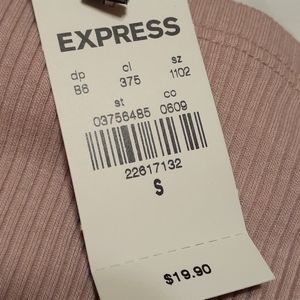 EXPRESS
dp cl sz
86 375 1102
st co
03756485 0609
22617132
S
$19.90